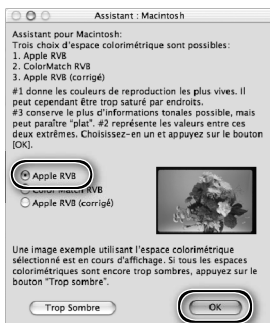 Assistant : Macintosh
Assistant pour Macintosh:
Trois choix d'espace colorimétrique sont possibles:
1. Apple RVB
2. ColorMatch RVB
3. Apple RVB (corrigé)
#1 donne les couleurs de reproduction les plus vives. Il
peut cependant être trop saturé par endroits.
#3 conserve le plus d'informations tonales possible, mais
peut paraître "plat". #2 représente les valeurs entre ces
deux extrêmes. Choisissez-en un et appuyez sur le bouton
[OK].
Apple RVB
Color Match RVB
Apple RVB (corrigé)
Une image exemple utilisant l'espace colorimétrique
sélectionné est en cours d'affichage. Si tous les espaces
colorimétriques sont encore trop sombres, appuyez sur le
bouton "Trop sombre".
Trop Sombre
OK